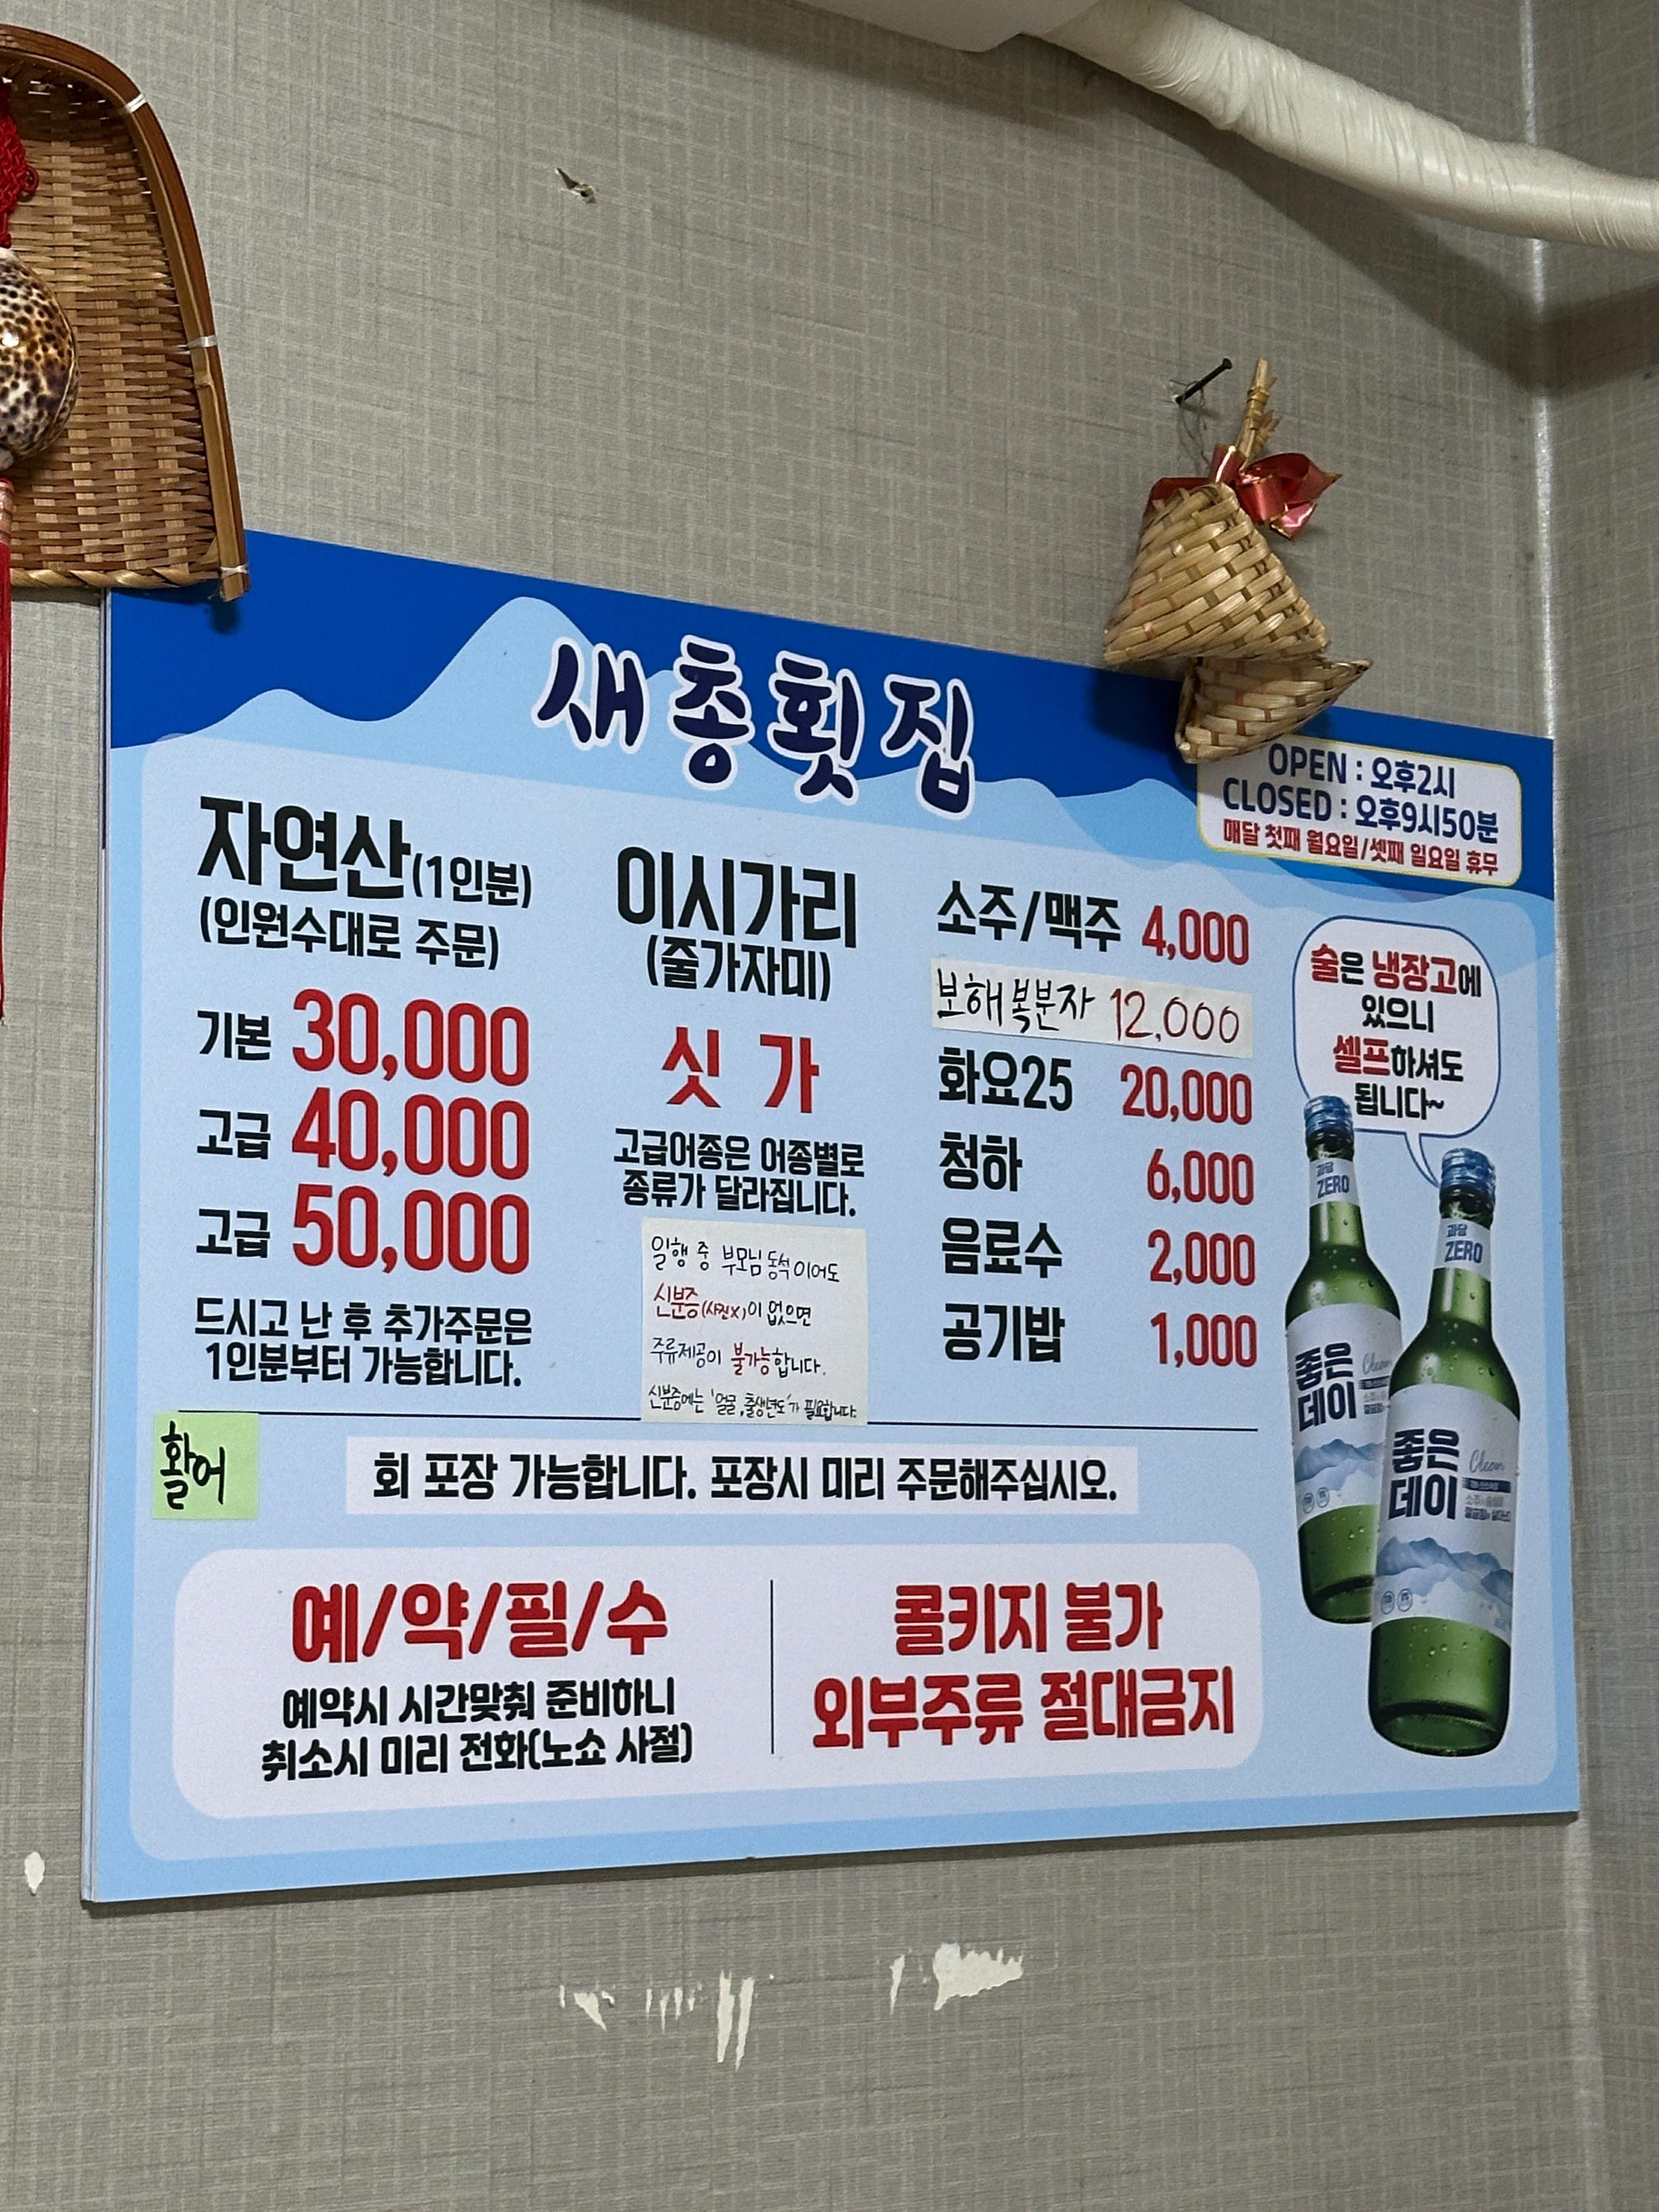 새총횟집
OPEN : 오후2시
CLOSED : 오후9시50분
매달 첫째 월요일/셋째 일요일 휴무
자연산(1인분)
(인원수대로 주문)
기본 30,000
고급 40,000
고급 50,000
드시고 난 후 추가주문은
1인분부터 가능합니다.
이시가리
(줄가자미)
싯 가
고급어종은 어종별로
종류가 달라집니다.
일행 중 부모님 동석이어도
신분증(사진X)이 없으면
주류제공이 불가능합니다.
신분증에는 '얼굴, 출생년도'가 필요합니다.
소주/맥주 4,000
보해복분자 12,000
화요25 20,000
청하 6,000
음료수 2,000
공기밥 1,000
술은 냉장고에
있으니
셀프하셔도
됩니다~
과당
ZERO
좋은
데이
과당
ZERO
좋은
데이
Clean
활어
회 포장 가능합니다. 포장시 미리 주문해주십시오.
예/약/필/수
예약시 시간맞춰 준비하니
취소시 미리 전화(노쇼 사절)
콜키지 불가
외부주류 절대금지